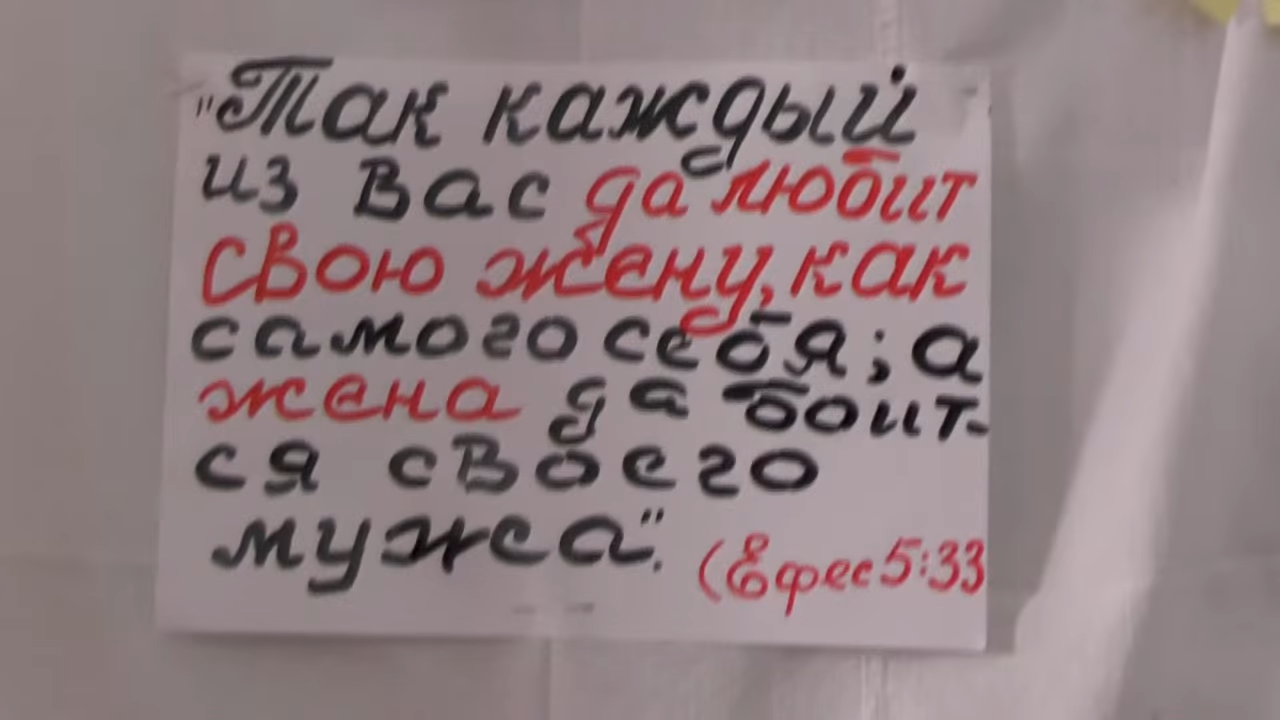 "Так каждый
из вас да любит
свою жену, как
самого себя; а
жена да боит-
ся своего
мужа".
(Ефес 5:33